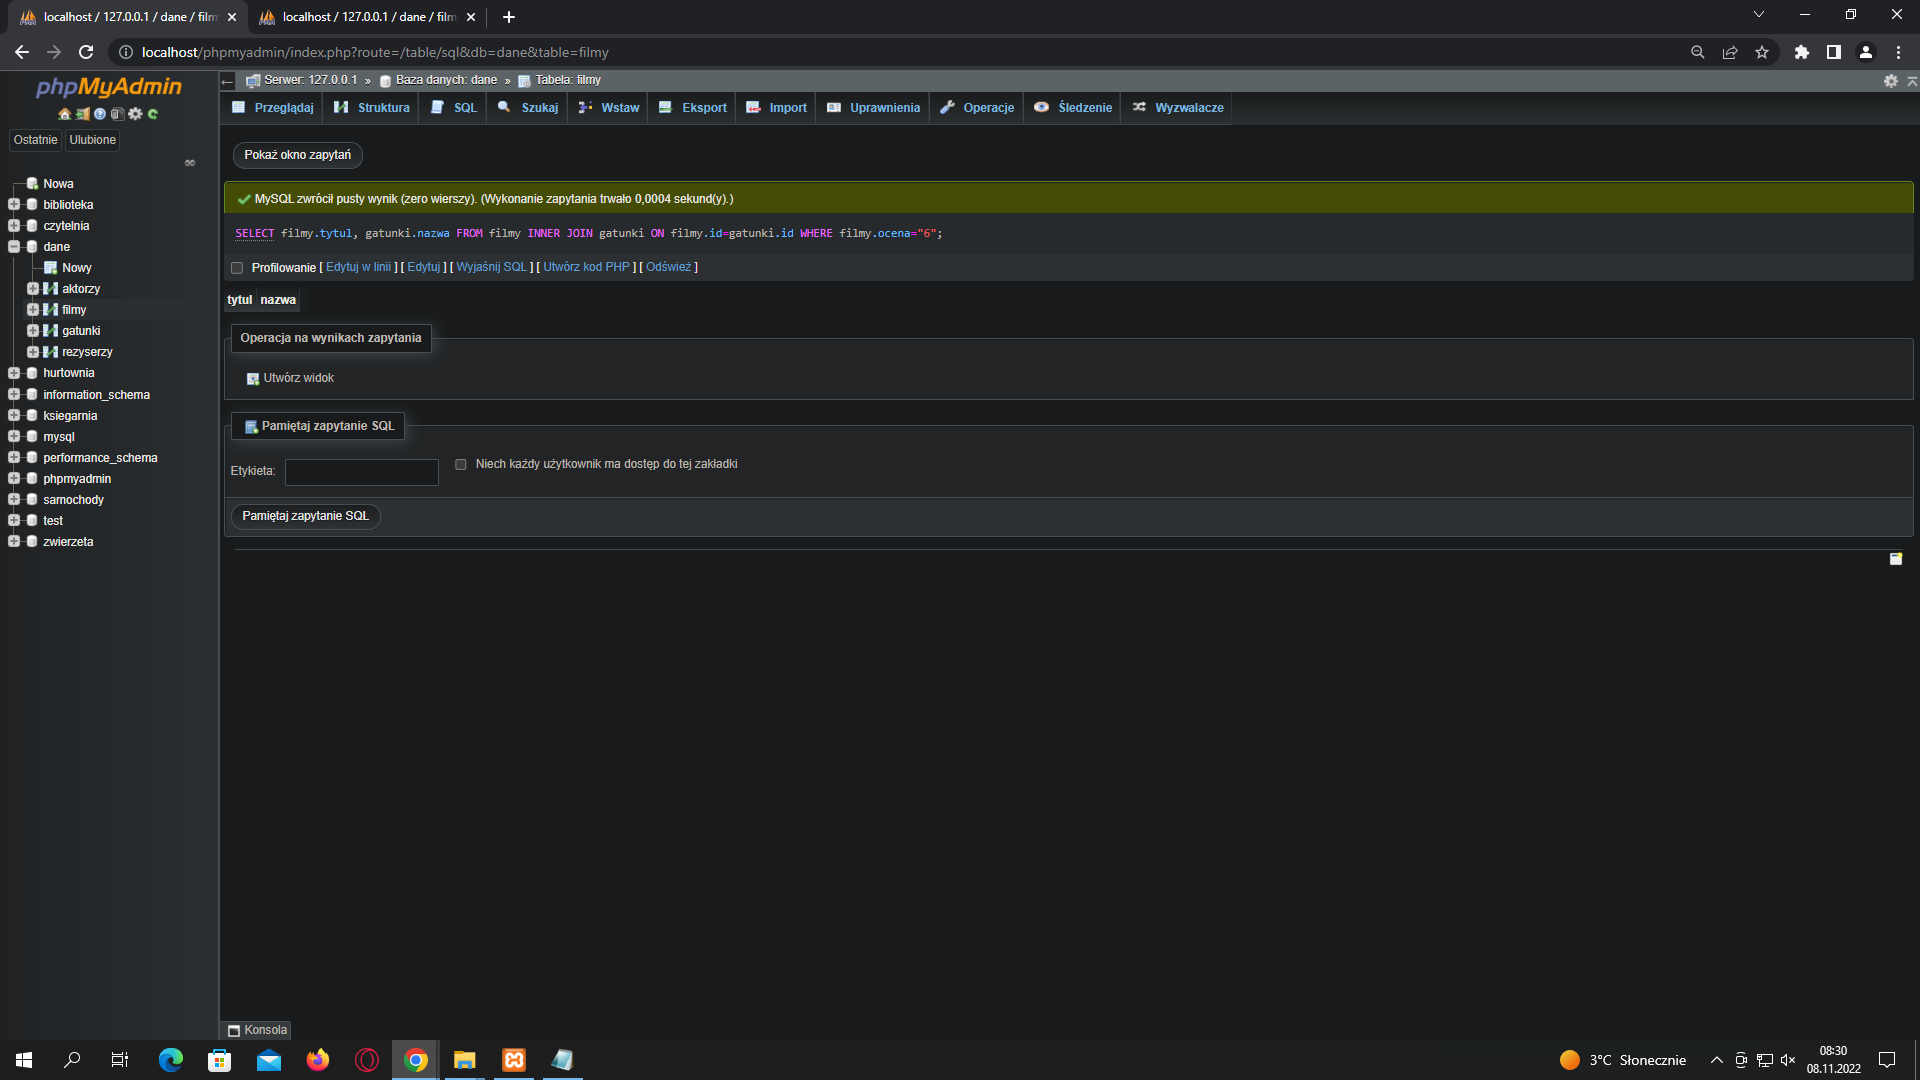 localhost / 127.0.0.1 / dane / film
localhost / 127.0.0.1 / dane / film
localhost/phpmyadmin/index.php?route=/table/sql&db=dane&table=filmy
phpMyAdmin
Ostatnie
Ulubione
Nowa
biblioteka
czytelnia
dane
Nowy
aktorzy
filmy
gatunki
rezyserzy
hurtownia
information_schema
ksiegarnia
mysql
performance_schema
phpmyadmin
samochody
test
zwierzeta
Serwer: 127.0.0.1 » Baza danych: dane » Tabela: filmy
Przeglądaj Struktura SQL Szukaj Wstaw Eksport Import Uprawnienia Operacje Śledzenie Wyzwalacze
Pokaż okno zapytań
MySQL zwrócił pusty wynik (zero wierszy). (Wykonanie zapytania trwało 0,0004 sekund(y).)
SELECT filmy.tytul, gatunki.nazwa FROM filmy INNER JOIN gatunki ON filmy.id=gatunki.id WHERE filmy.ocena="6";
Profilowanie [ Edytuj w linii ] [ Edytuj ] [ Wyjaśnij SQL ] [ Utwórz kod PHP ] [ Odśwież ]
tytul nazwa
Operacja na wynikach zapytania
Utwórz widok
Pamiętaj zapytanie SQL
Etykieta:
Niech każdy użytkownik ma dostęp do tej zakładki
Pamiętaj zapytanie SQL
Konsola
3°C Słonecznie
08:30
08.11.2022